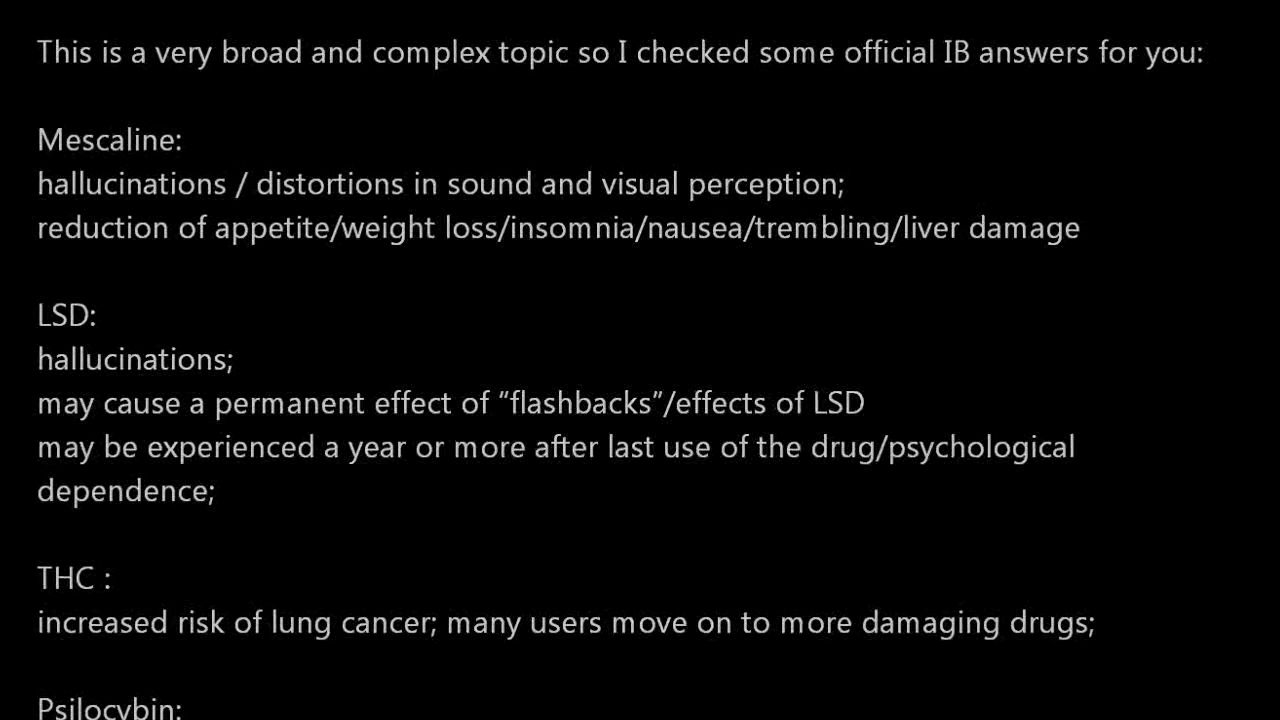 This is a very broad and complex topic so I checked some official IB answers for you:
Mescaline:
hallucinations / distortions in sound and visual perception;
reduction of appetite/weight loss/insomnia/nausea/trembling/liver damage
LSD:
hallucinations;
may cause a permanent effect of “flashbacks”/effects of LSD
may be experienced a year or more after last use of the drug/psychological
dependence;
THC :
increased risk of lung cancer; many users move on to more damaging drugs;
Psilocybin: